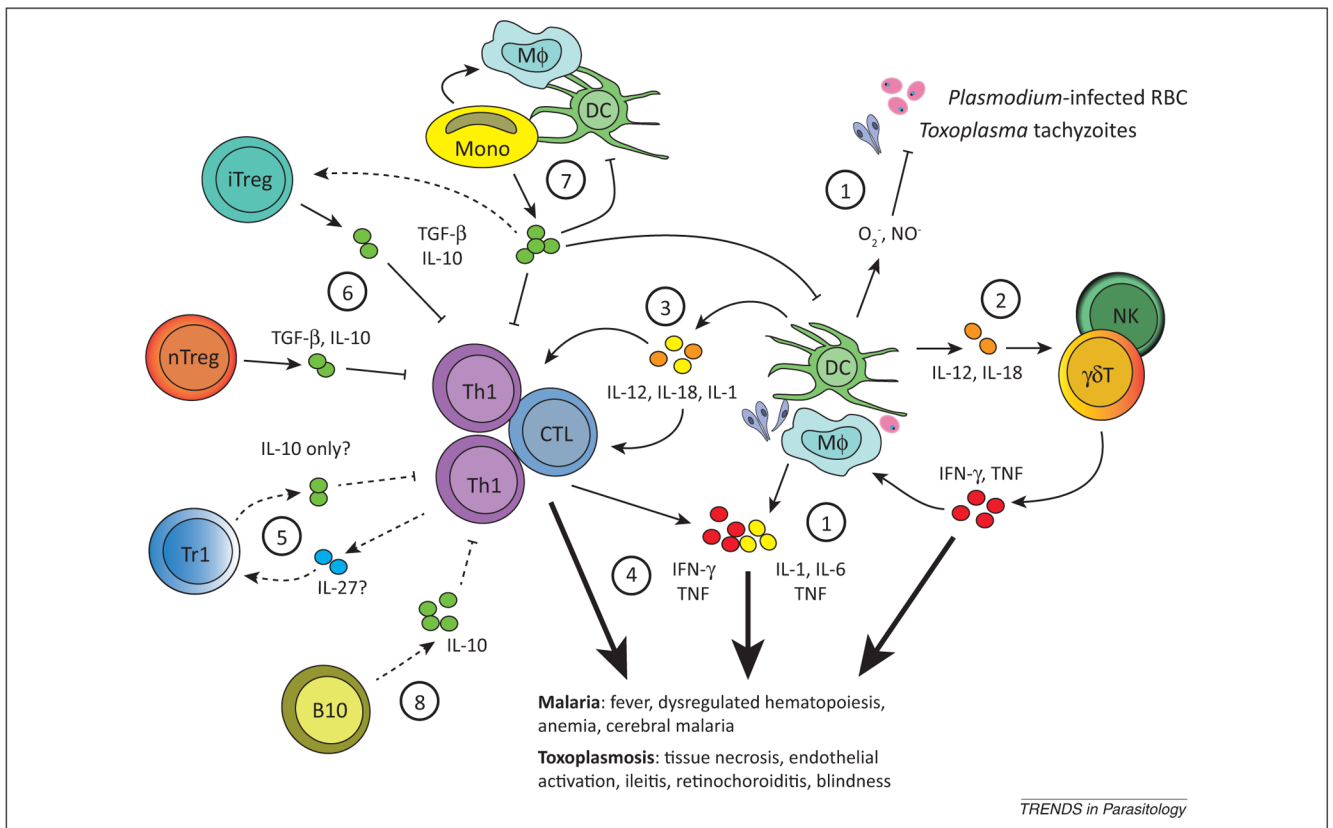 Mϕ
DC
Mono
7
Plasmodium-infected RBC
Toxoplasma tachyzoites
1
O₂⁻, NO⁻
iTreg
TGF-β
IL-10
6
nTreg
TGF-β, IL-10
3
IL-12, IL-18, IL-1
2
IL-12, IL-18
NK
γδT
DC
Mϕ
Th1
CTL
Th1
IL-10 only?
5
Tr1
IL-27?
IFN-γ, TNF
1
4
IFN-γ
TNF
IL-1, IL-6
TNF
IL-10
B10
8
Malaria: fever, dysregulated hematopoiesis,
anemia, cerebral malaria
Toxoplasmosis: tissue necrosis, endothelial
activation, ileitis, retinochoroiditis, blindness
TRENDS in Parasitology